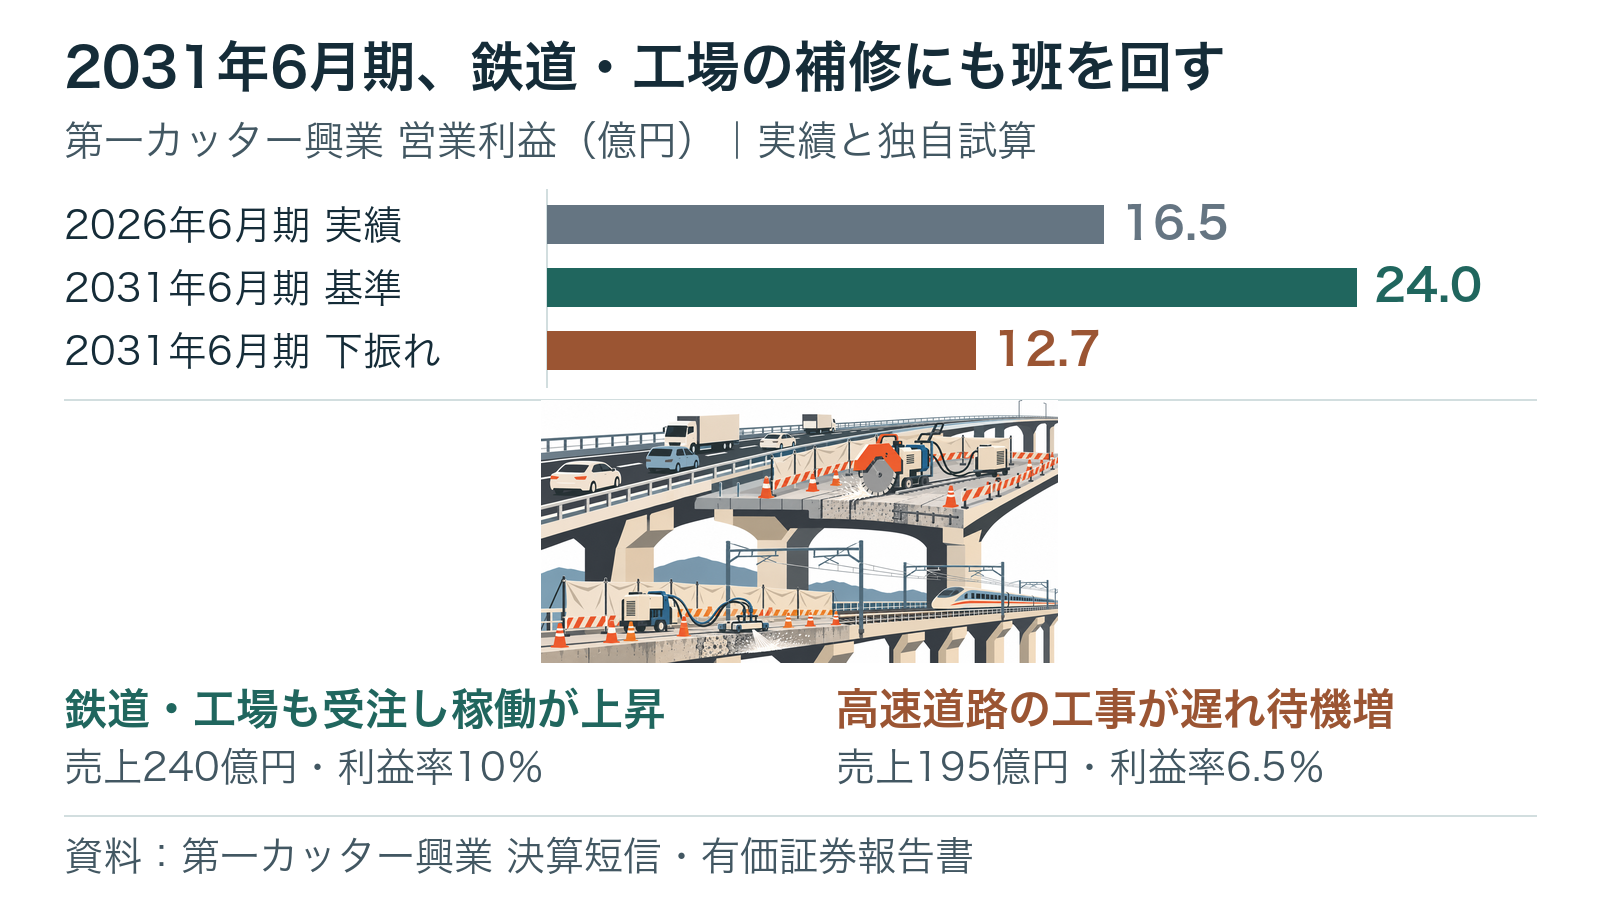 2031年6月期、鉄道・工場の補修にも班を回す
第一カッター興業 営業利益（億円）｜実績と独自試算
2026年6月期 実績 16.5
2031年6月期 基準 24.0
2031年6月期 下振れ 12.7
鉄道・工場も受注し稼働が上昇
売上240億円・利益率10%
高速道路の工事が遅れ待機増
売上195億円・利益率6.5%
資料：第一カッター興業 決算短信・有価証券報告書